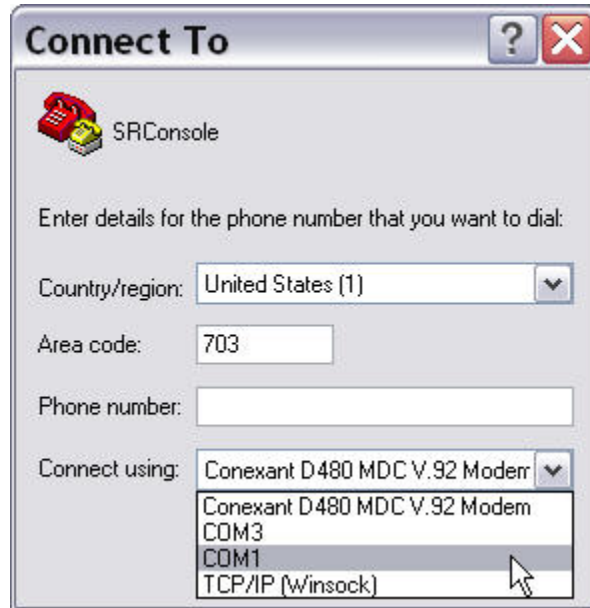 Connect To
SRConsole
Enter details for the phone number that you want to dial:
Country/region: United States (1)
Area code: 703
Phone number:
Connect using: Conexant D480 MDC V.92 Modem
Conexant D480 MDC V.92 Modem
COM3
COM1
TCP/IP (Winsock)